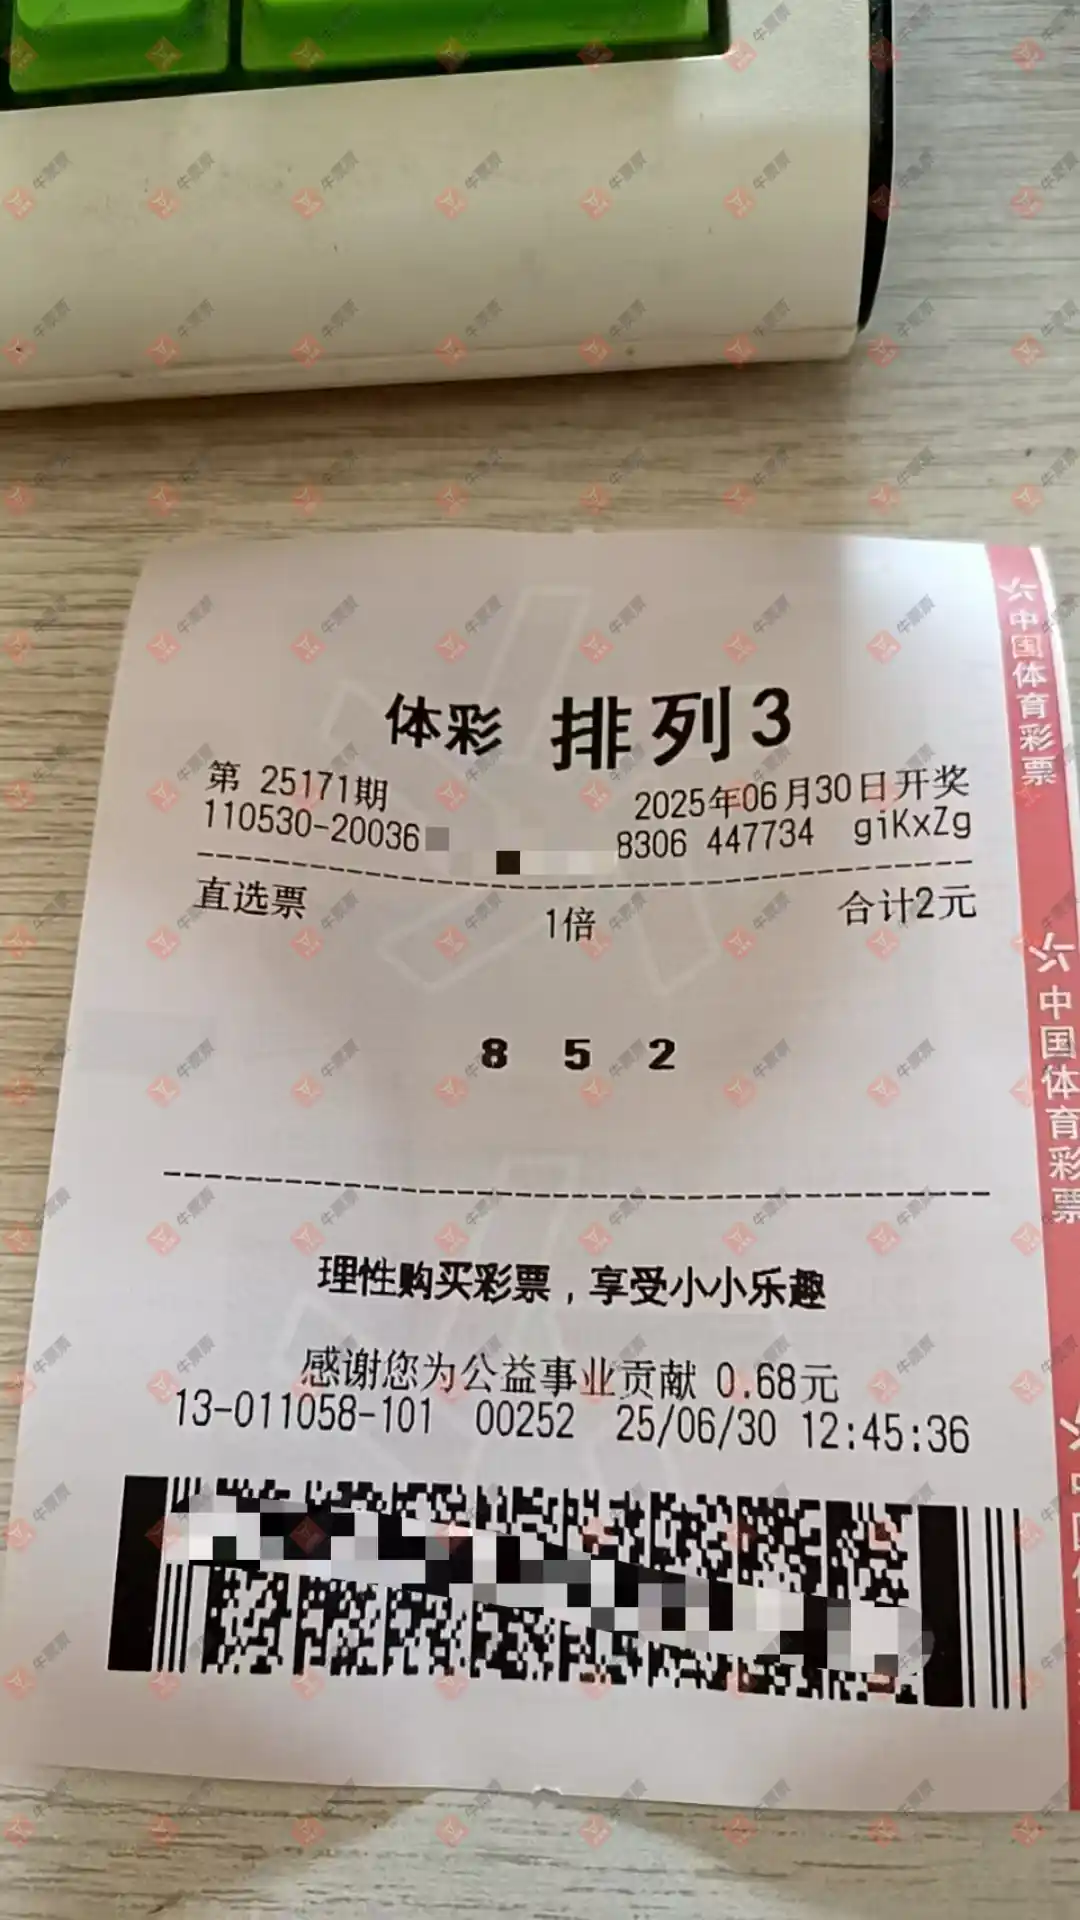 体彩 排列3
第 25171期 2025年06月30日开奖
110530-20036 8306 447734 giKxZg
直选票 1倍 合计2元
8 5 2
理性购买彩票，享受小小乐趣
感谢您为公益事业贡献 0.68元
13-011058-101 00252 25/06/30 12:45:36
中国体育彩票
中国体育彩票
牛票票